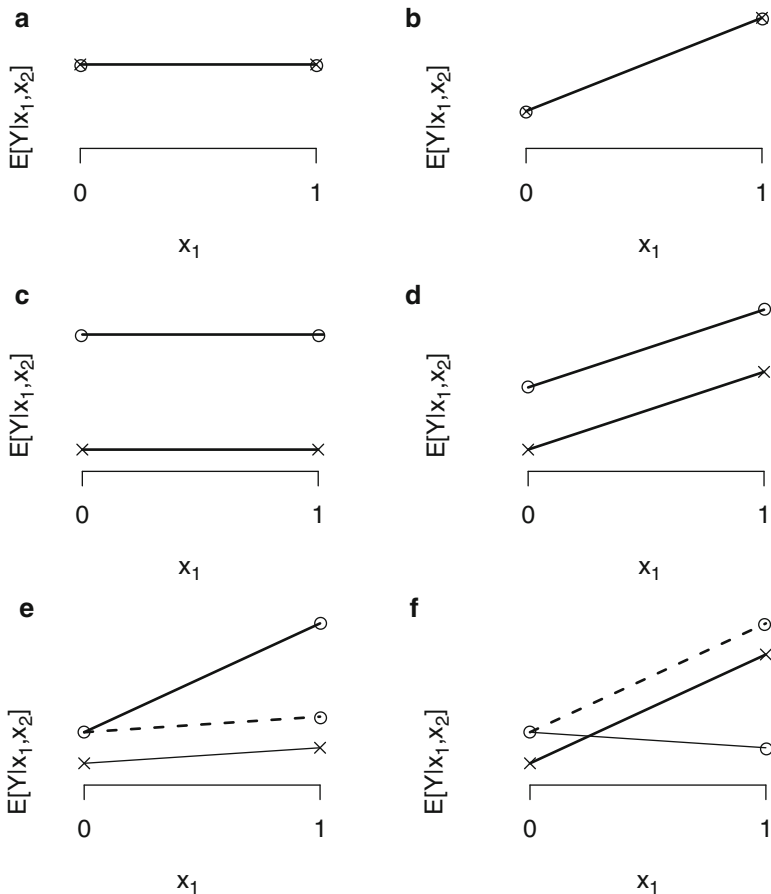 a
E[Y|x₁,x₂]
0 1
x₁
b
E[Y|x₁,x₂]
0 1
x₁
c
E[Y|x₁,x₂]
0 1
x₁
d
E[Y|x₁,x₂]
0 1
x₁
e
E[Y|x₁,x₂]
0 1
x₁
f
E[Y|x₁,x₂]
0 1
x₁